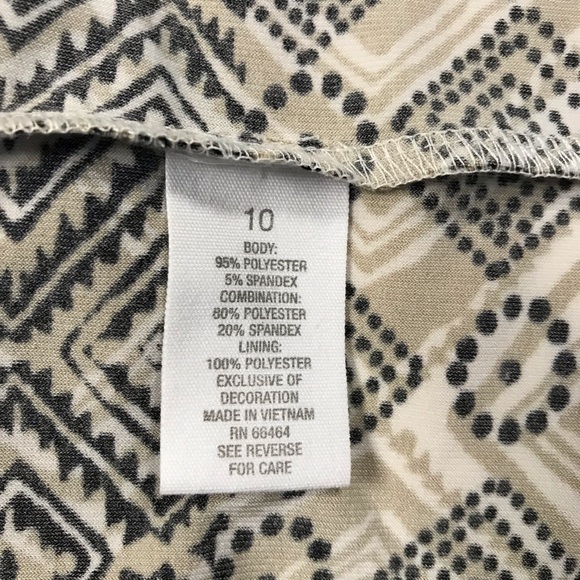 10
BODY:
95% POLYESTER
5% SPANDEX
COMBINATION:
80% POLYESTER
20% SPANDEX
LINING:
100% POLYESTER
EXCLUSIVE OF
DECORATION
MADE IN VIETNAM
RN 66464
SEE REVERSE
FOR CARE